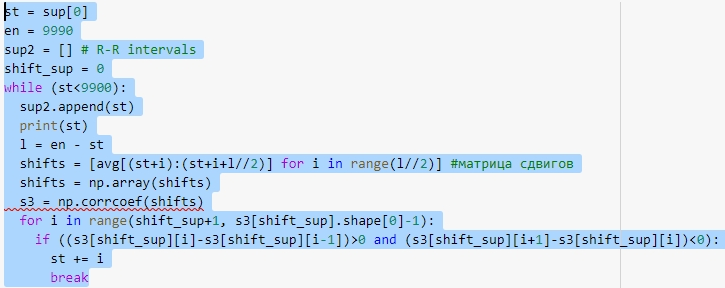 st = sup[0]
en = 9990
sup2 = [] # R-R intervals
shift_sup = 0
while (st<9900):
  sup2.append(st)
  print(st)
  l = en - st
  shifts = [avg[(st+i):(st+i+l//2)] for i in range(l//2)] #матрица сдвигов
  shifts = np.array(shifts)
  s3 = np.corrcoef(shifts)
  for i in range(shift_sup+1, s3[shift_sup].shape[0]-1):
    if ((s3[shift_sup][i]-s3[shift_sup][i-1])>0 and (s3[shift_sup][i+1]-s3[shift_sup][i])<0):
      st += i
      break